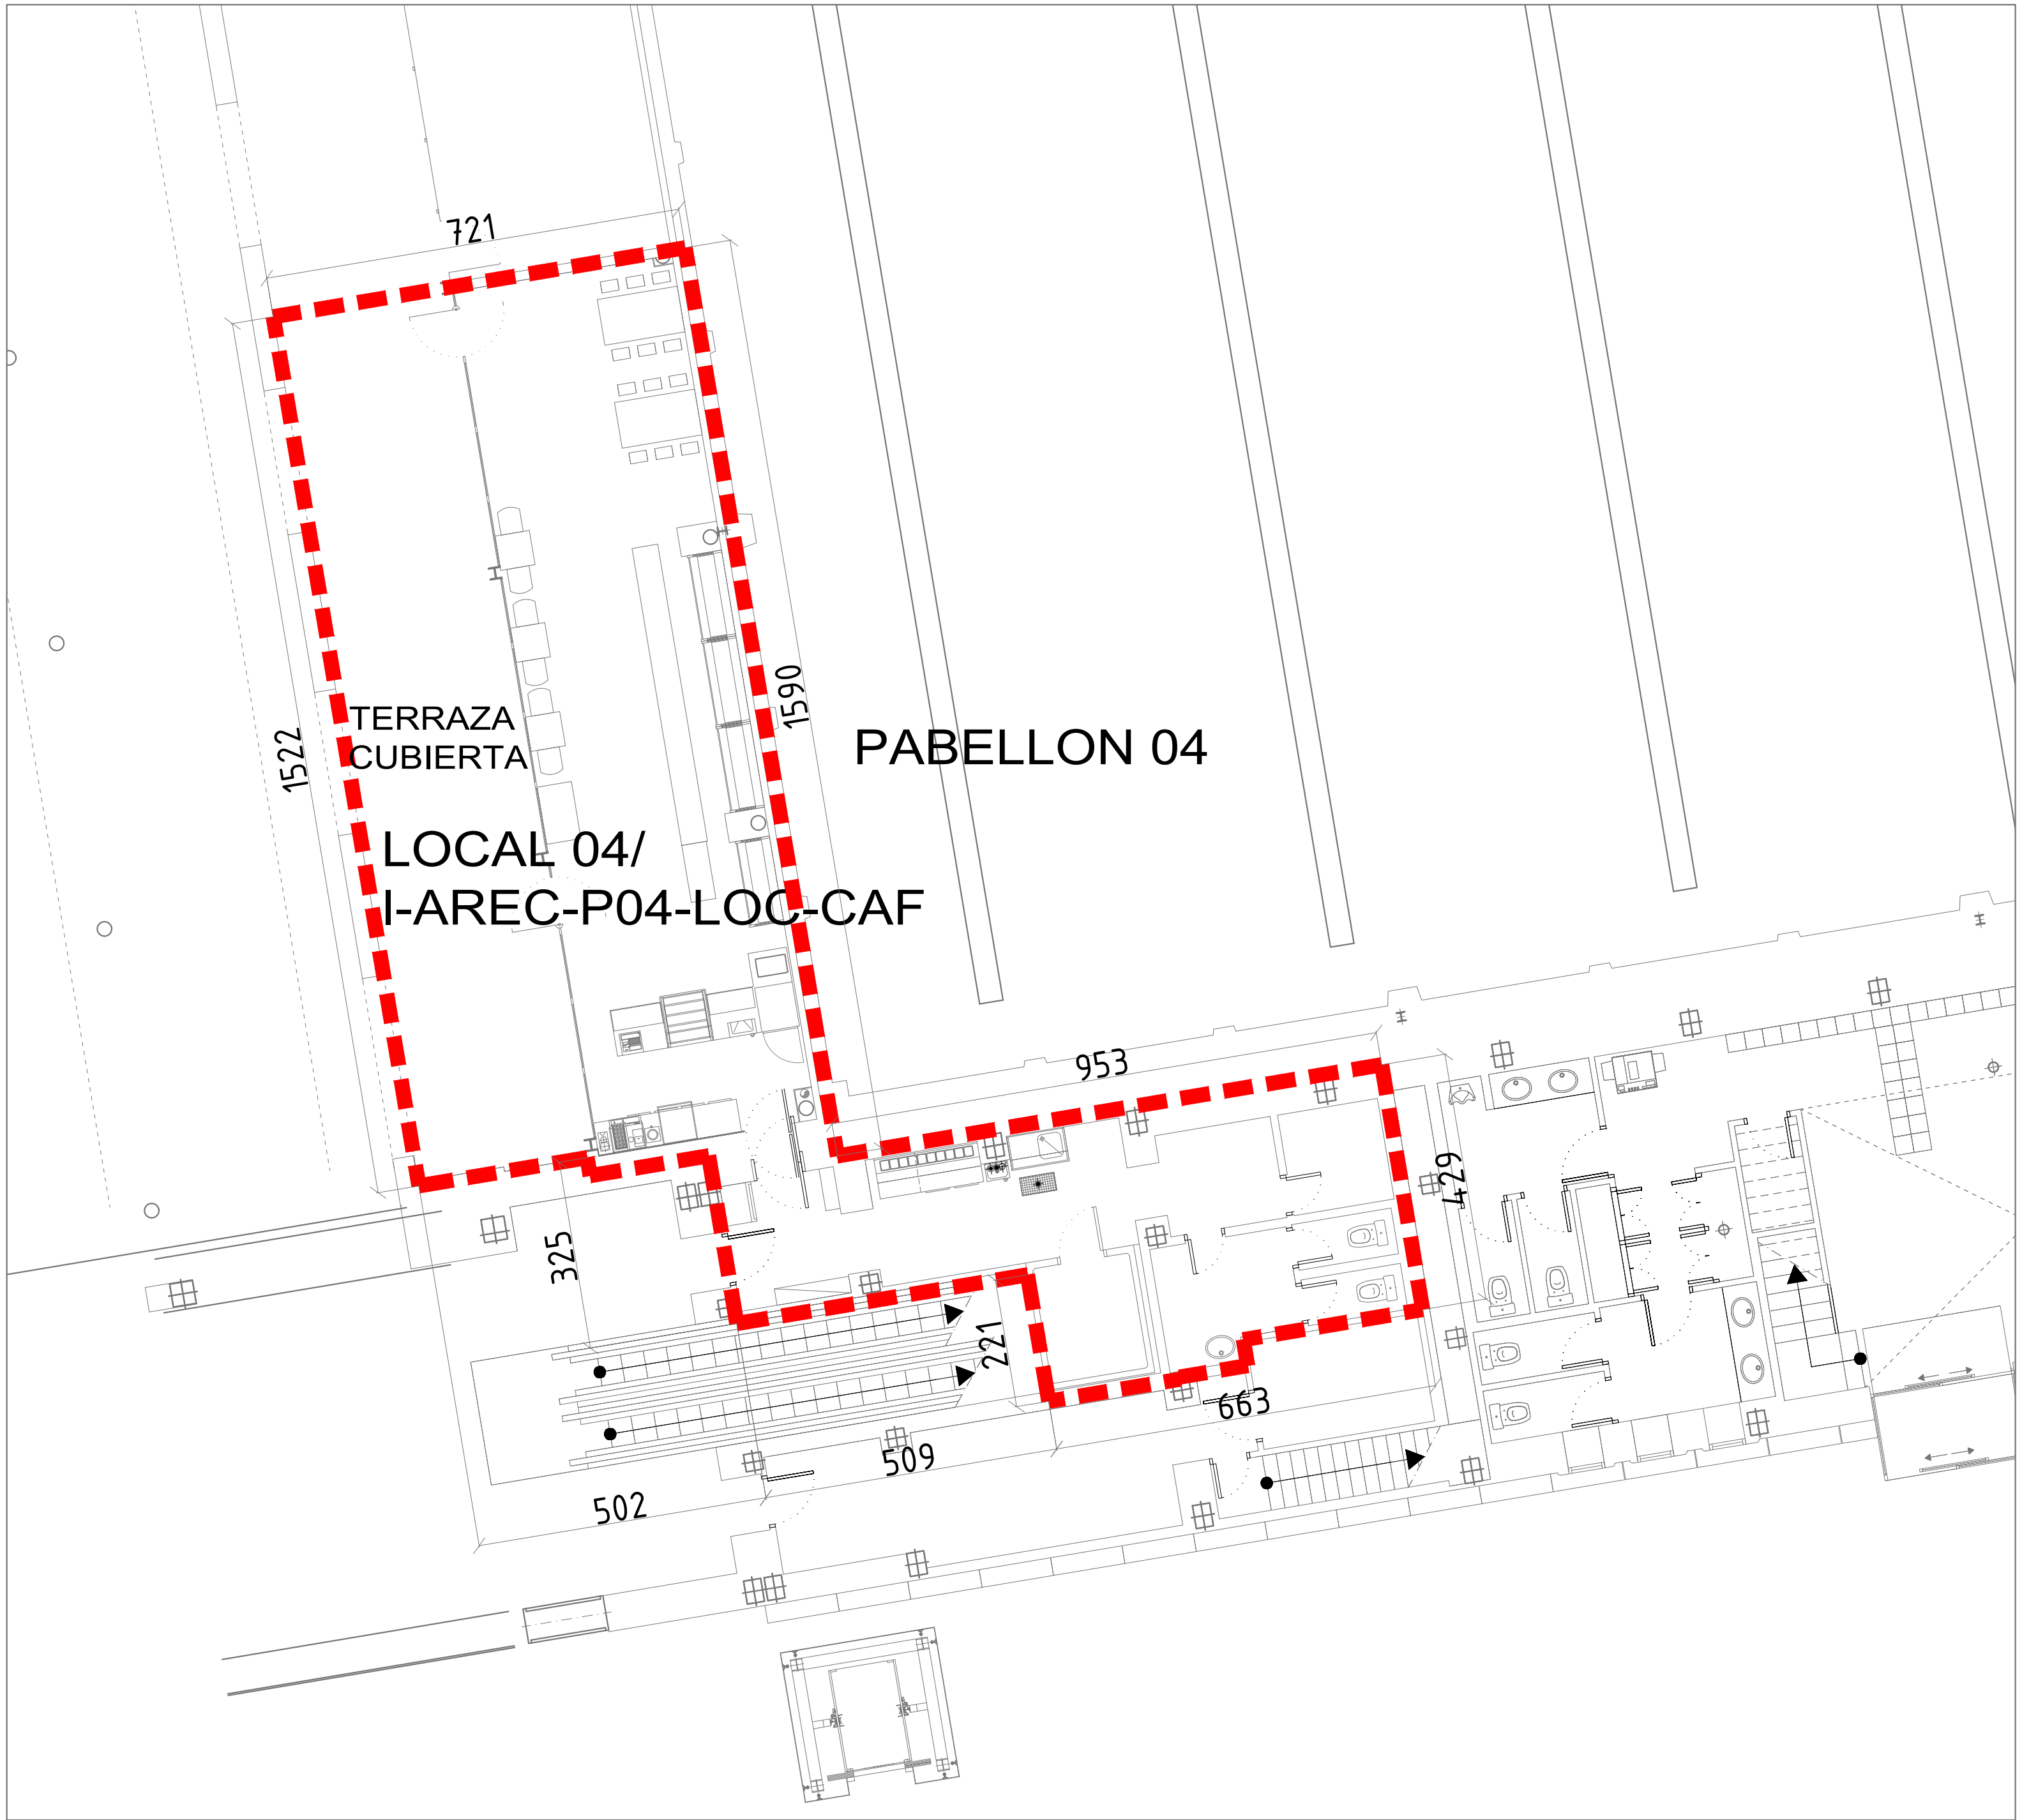 721
1590
TERRAZA
CUBIERTA
1522
PABELLON 04
LOCAL 04/
I-AREC-P04-LOC-CAF
953
429
325
221
663
509
502